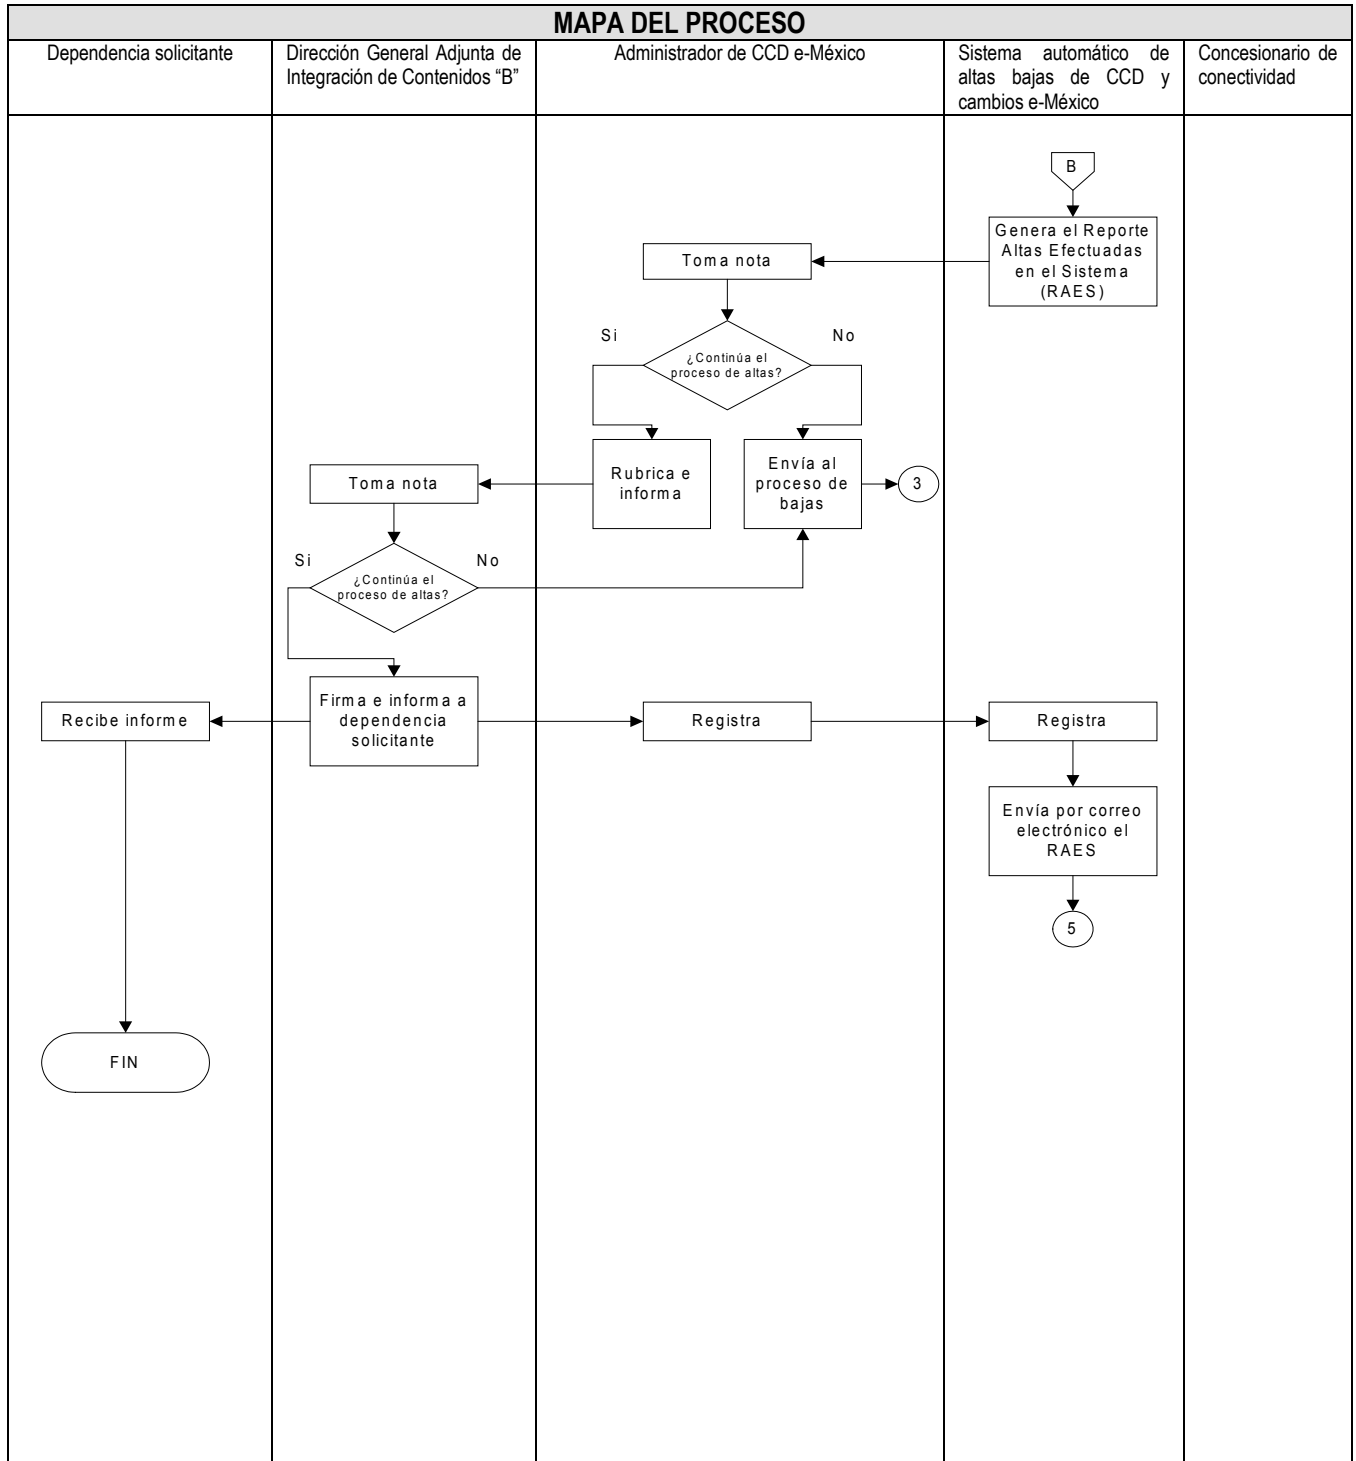 MAPA DEL PROCESO
Dependencia solicitante
Dirección General Adjunta de
Integración de Contenidos “B”
Administrador de CCD e-México
Sistema automático de
altas bajas de CCD y
cambios e-México
Concesionario de
conectividad
B
Genera el Reporte
Altas Efectuadas
en el Sistema
(RAES)
Toma nota
Si
No
¿Continúa el
proceso de altas?
Rubrica e
informa
Envía al
proceso de
bajas
3
Toma nota
Si
No
¿Continúa el
proceso de altas?
Firma e informa a
dependencia
solicitante
Recibe informe
Registra
Registra
Envía por correo
electrónico el
RAES
5
FIN